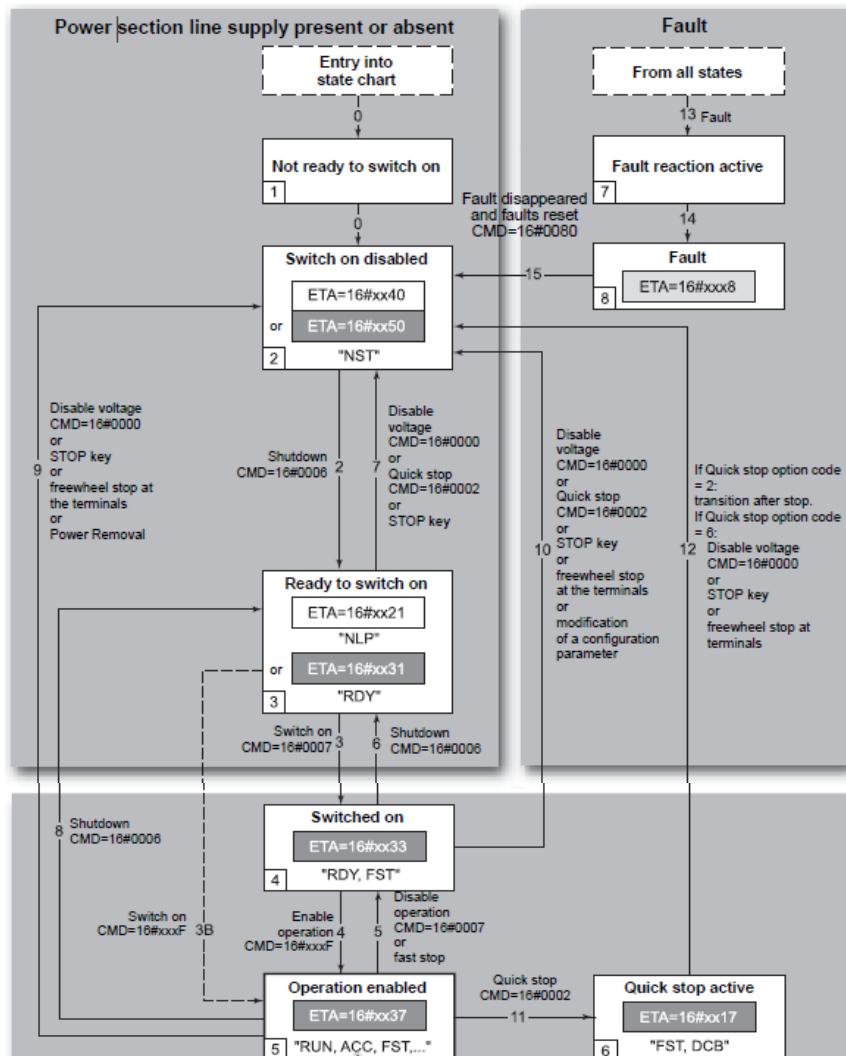 Power section line supply present or absent
Fault
Entry into
state chart
From all states
0
13 Fault
Not ready to switch on
1
Fault reaction active
7
0
Fault disappeared
and faults reset
CMD=16#0080
14
Switch on disabled
ETA=16#xx40
or
ETA=16#xx50
2
"NST"
15
Fault
ETA=16#xxx8
8
9
Disable voltage
CMD=16#0000
or
STOP key
or
freewheel stop at
the terminals
or
Power Removal
Shutdown
CMD=16#0006
2
7
Disable
voltage
CMD=16#0000
or
Quick stop
CMD=16#0002
or
STOP key
10
Disable
voltage
CMD=16#0000
or
Quick stop
CMD=16#0002
or
STOP key
or
freewheel stop
at the terminals
or
modification
of a configuration
parameter
12
If Quick stop option code
= 2:
transition after stop.
If Quick stop option code
= 6:
Disable voltage
CMD=16#0000
or
STOP key
or
freewheel stop at
terminals
Ready to switch on
ETA=16#xx21
"NLP"
or
ETA=16#xx31
3
"RDY"
Switch on
CMD=16#0007
3
6
Shutdown
CMD=16#0006
8
Shutdown
CMD=16#0006
Switched on
ETA=16#xx33
4
"RDY, FST"
Switch on
CMD=16#xxxF
3B
Enable
operation
CMD=16#xxxF
4
5
Disable
operation
CMD=16#0007
or
fast stop
Operation enabled
ETA=16#xx37
5
"RUN, ACC, FST,..."
Quick stop
CMD=16#0002
11
Quick stop active
ETA=16#xx17
6
"FST, DCB"